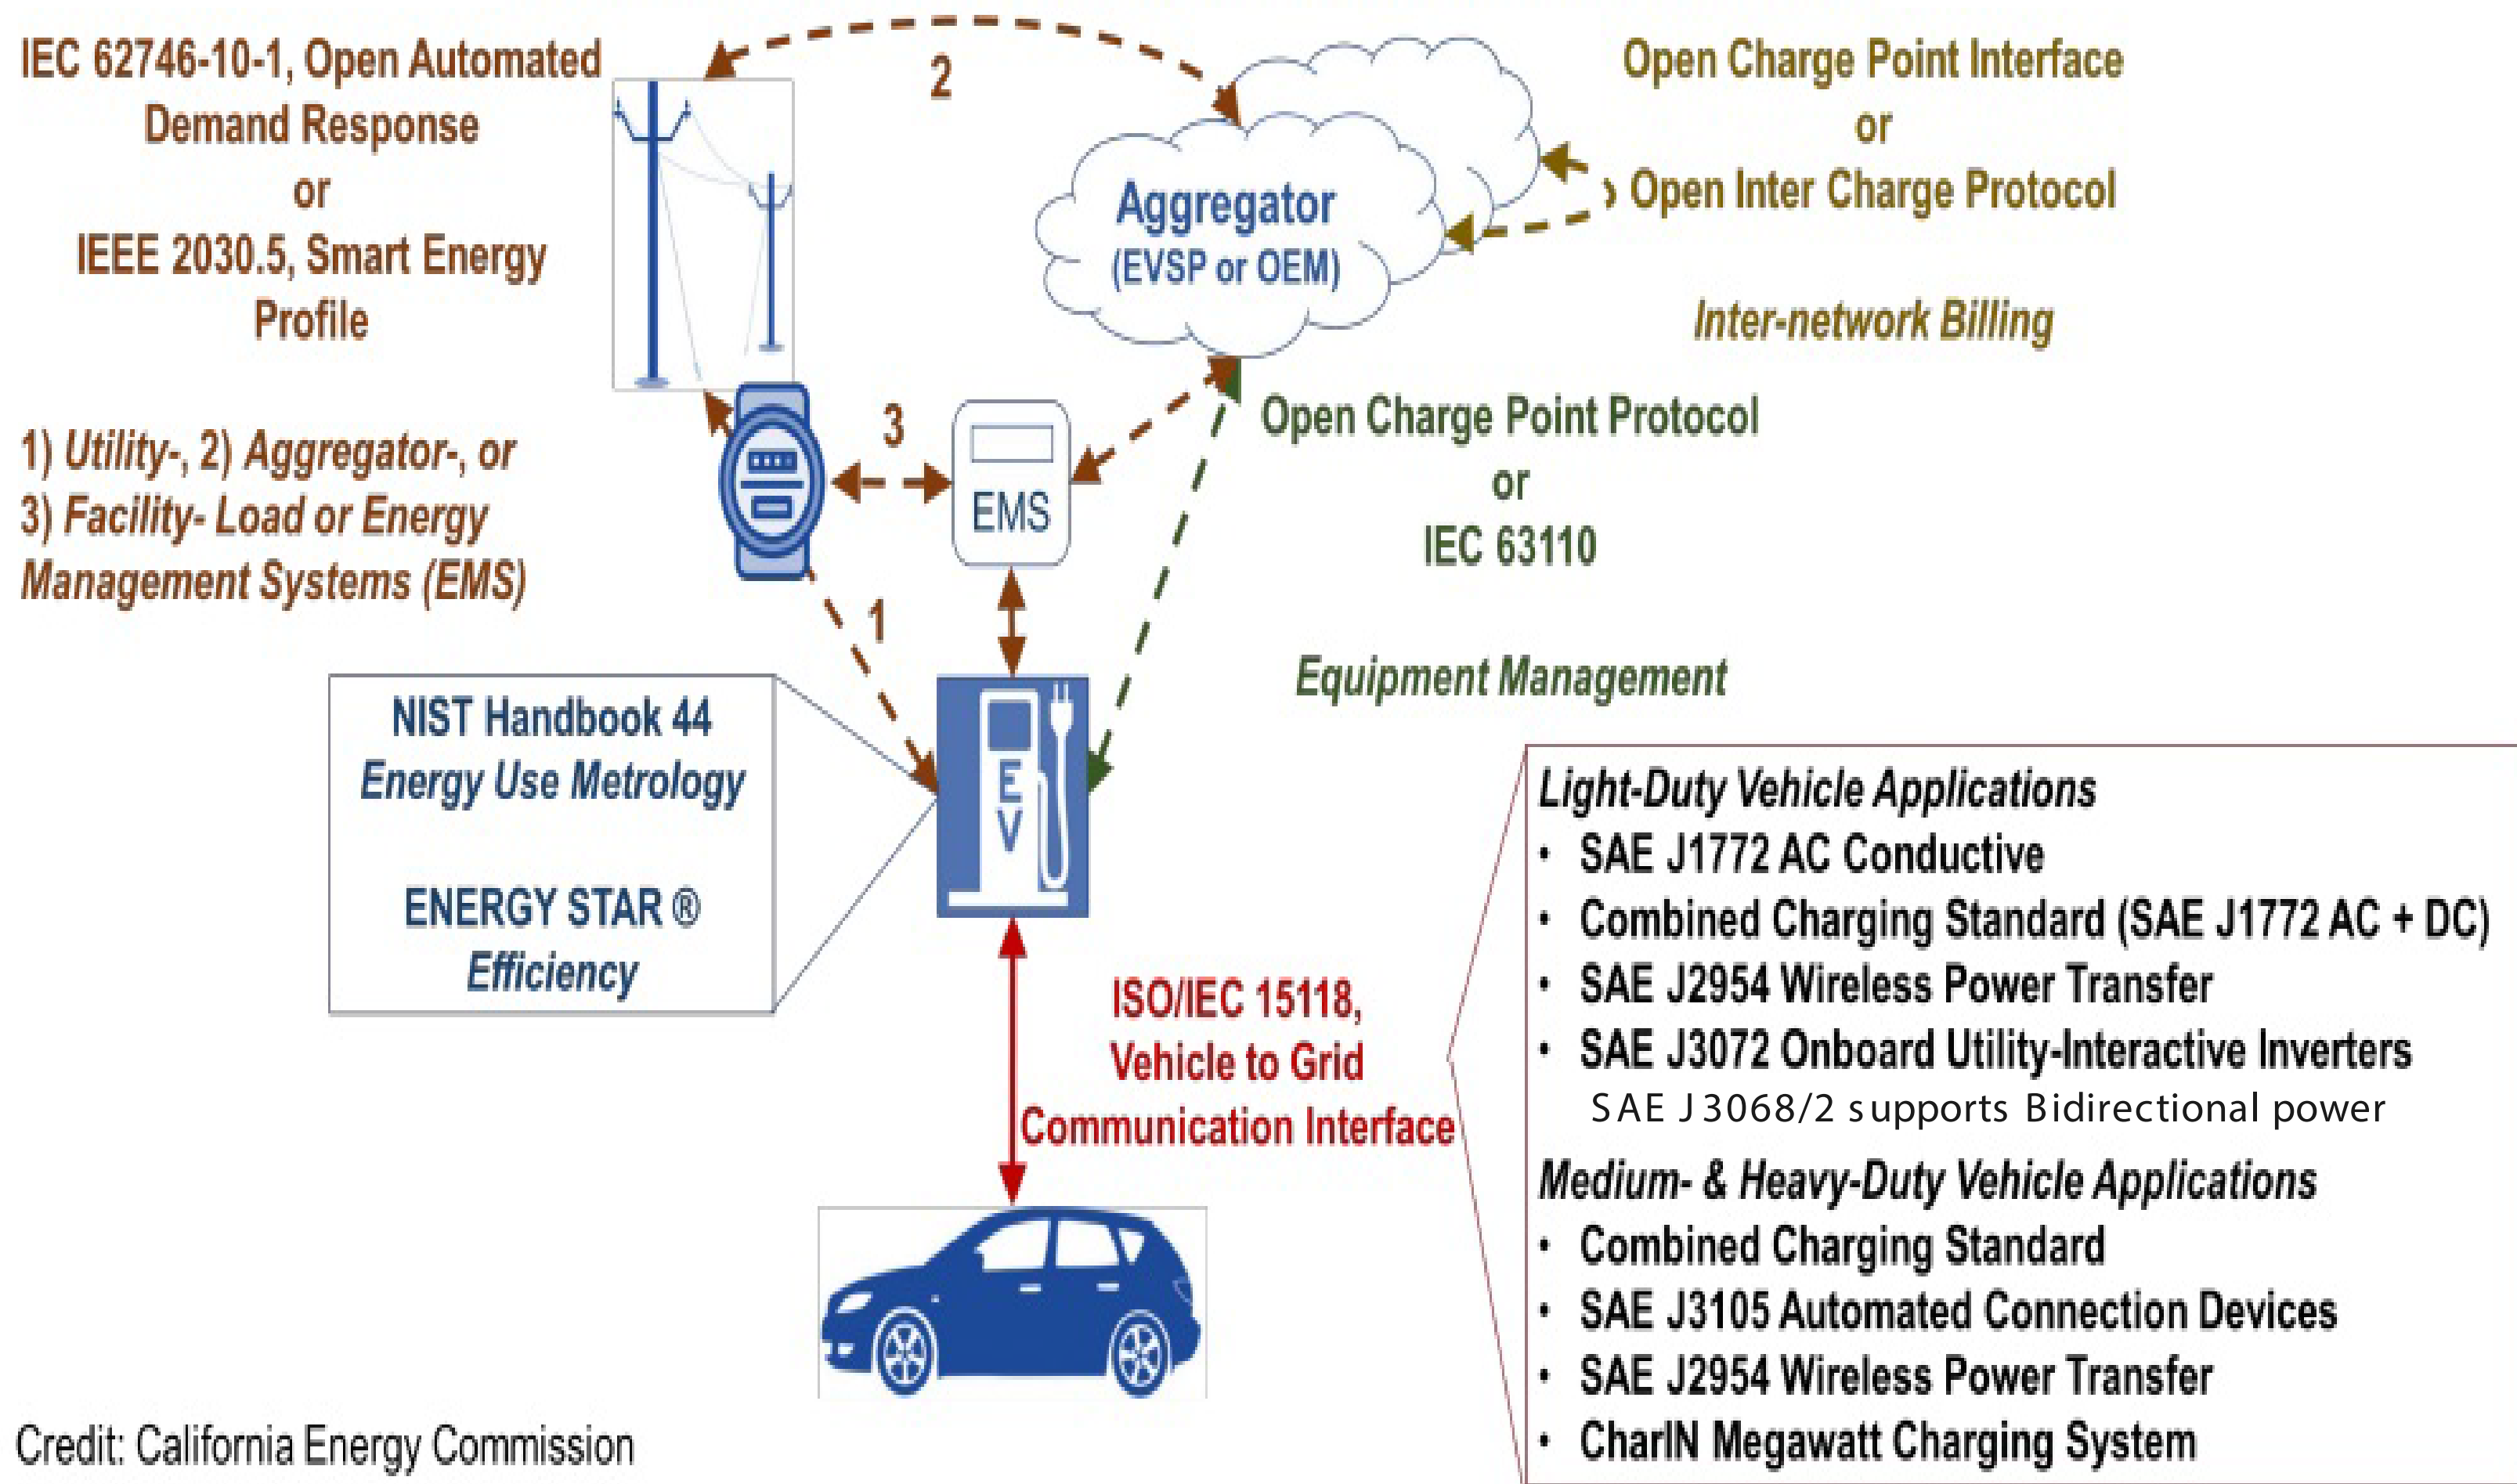 IEC 62746-10-1, Open Automated
Demand Response
or
IEEE 2030.5, Smart Energy
Profile
1) Utility-, 2) Aggregator-, or
3) Facility- Load or Energy
Management Systems (EMS)
2
Aggregator
(EVSP or OEM)
Open Charge Point Interface
or
Open Inter Charge Protocol
Inter-network Billing
3
EMS
1
Open Charge Point Protocol
or
IEC 63110
Equipment Management
NIST Handbook 44
Energy Use Metrology
ENERGY STAR ®
Efficiency
E
V
ISO/IEC 15118,
Vehicle to Grid
Communication Interface
Light-Duty Vehicle Applications
• SAE J1772 AC Conductive
• Combined Charging Standard (SAE J1772 AC + DC)
• SAE J2954 Wireless Power Transfer
• SAE J3072 Onboard Utility-Interactive Inverters
SAE J3068/2 supports Bidirectional power
Medium- & Heavy-Duty Vehicle Applications
• Combined Charging Standard
• SAE J3105 Automated Connection Devices
• SAE J2954 Wireless Power Transfer
• CharIN Megawatt Charging System
Credit: California Energy Commission